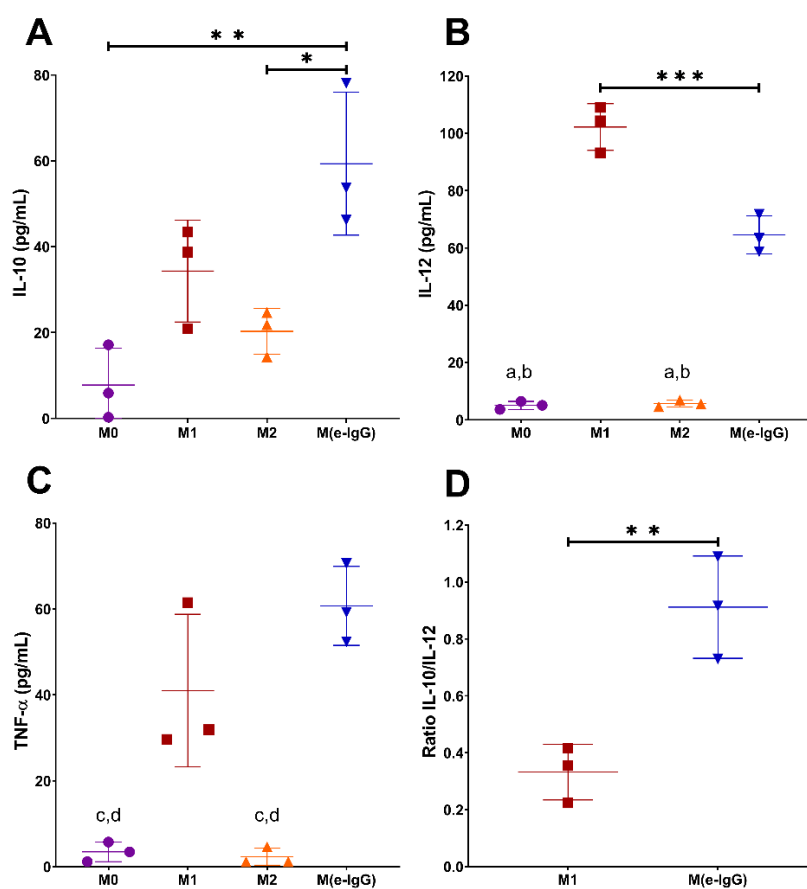 A
* *
*
80
60
40
20
0
IL-10 (pg/mL)
M0 M1 M2 M(e-IgG)
B
* * *
120
100
80
60
40
20
0
IL-12 (pg/mL)
a,b a,b
M0 M1 M2 M(e-IgG)
C
80
60
40
20
0
TNF-α (pg/mL)
c,d c,d
M0 M1 M2 M(e-IgG)
D
* *
1.2
1.0
0.8
0.6
0.4
0.2
0.0
Ratio IL-10/IL-12
M1 M(e-IgG)